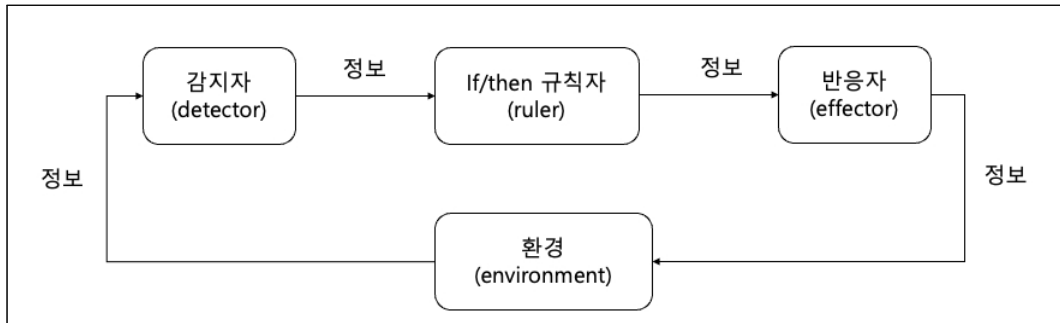 감지자
(detector)
정보
If/then 규칙자
(ruler)
정보
반응자
(effector)
정보
정보
환경
(environment)